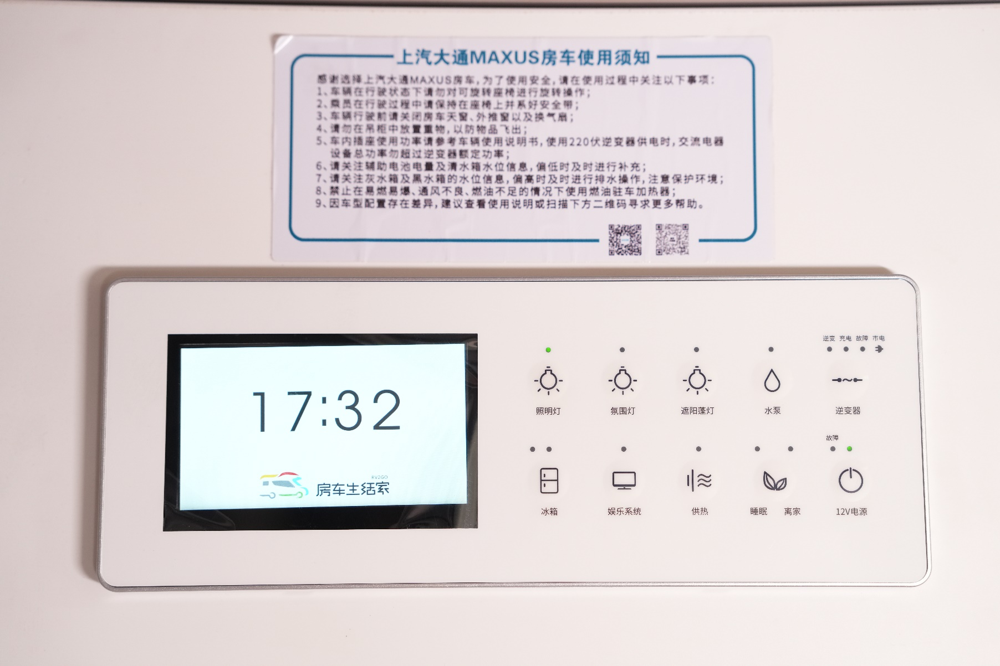 上汽大通MAXUS房车使用须知
感谢选择上汽大通MAXUS房车,为了使用安全,请在使用过程中关注以下事项:
1、车辆在行驶状态下请勿对可旋转座椅进行旋转操作;
2、乘员在行驶过程中请保持在座椅上并系好安全带;
3、车辆行驶前请关闭房车天窗、外推窗以及换气扇;
4、请勿在吊柜中放置重物,以防物品飞出;
5、车内插座使用功率请参考车辆使用说明书,使用220伏逆变器供电时,交流电器
设备总功率勿超过逆变器额定功率;
6、请关注辅助电池电量及清水箱水位信息,偏低时及时进行补充;
7、请关注灰水箱及黑水箱的水位信息,偏高时及时进行排水操作,注意保护环境;
8、禁止在易燃易爆、通风不良、燃油不足的情况下使用燃油驻车加热器;
9、因车型配置存在差异,建议查看使用说明或扫描下方二维码寻求更多帮助。
17:32
RV2GO
房车生活家
逆变 充电 故障 市电
照明灯 氛围灯 遮阳蓬灯 水泵 逆变器
故障
冰箱 娱乐系统 供热 睡眠 离家 12V电源